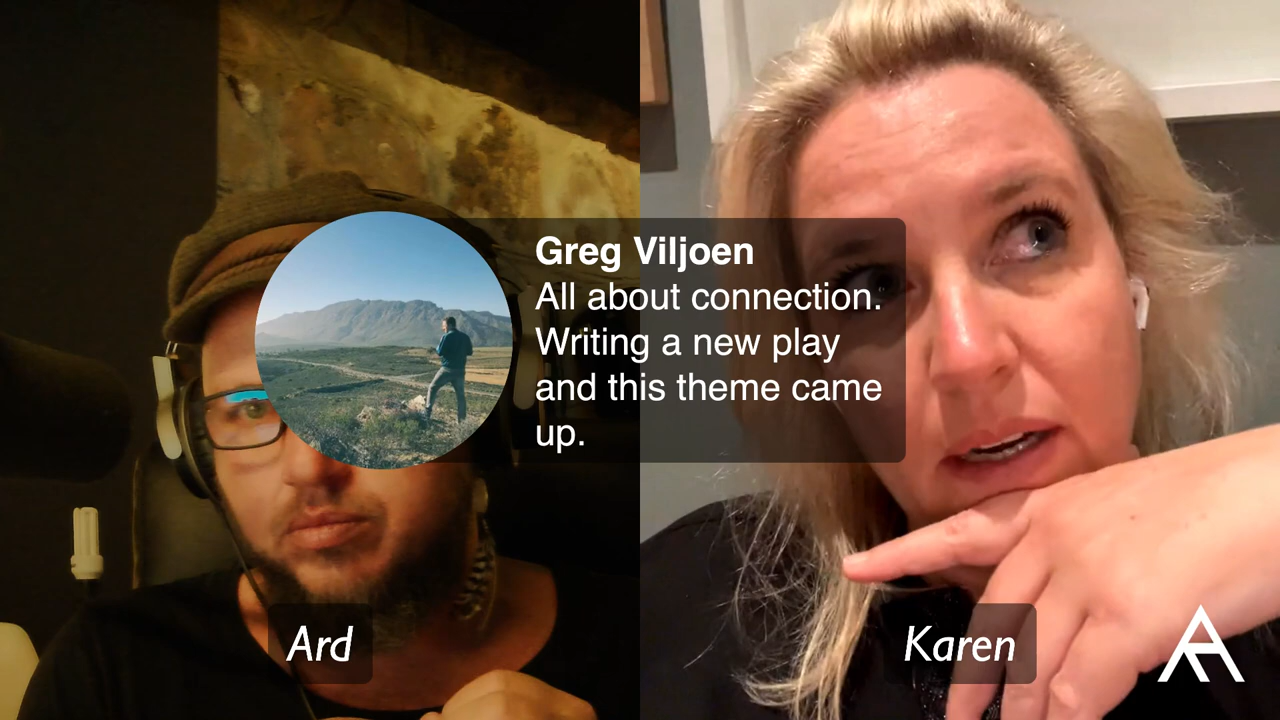 Greg Viljoen
All about connection.
Writing a new play
and this theme came
up.
Ard
Karen